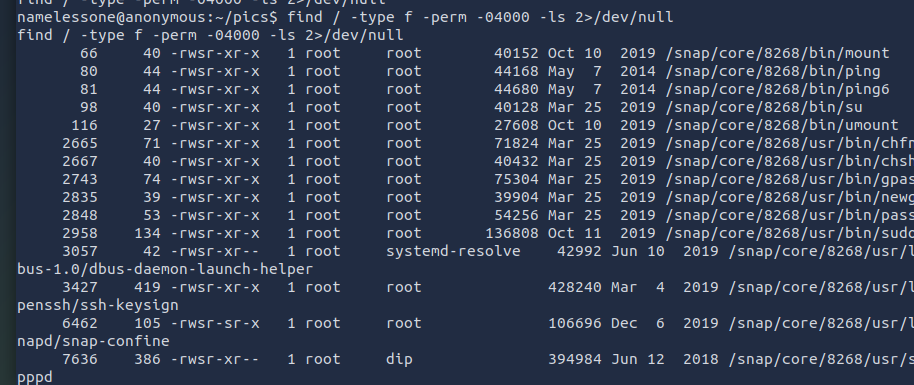 find / -type f -perm -04000 -ls 2>/dev/null
namelessone@anonymous:~/pics$ find / -type f -perm -04000 -ls 2>/dev/null
find / -type f -perm -04000 -ls 2>/dev/null
66 40 -rwsr-xr-x 1 root root 40152 Oct 10 2019 /snap/core/8268/bin/mount
80 44 -rwsr-xr-x 1 root root 44168 May 7 2014 /snap/core/8268/bin/ping
81 44 -rwsr-xr-x 1 root root 44680 May 7 2014 /snap/core/8268/bin/ping6
98 40 -rwsr-xr-x 1 root root 40128 Mar 25 2019 /snap/core/8268/bin/su
116 27 -rwsr-xr-x 1 root root 27608 Oct 10 2019 /snap/core/8268/bin/umount
2665 71 -rwsr-xr-x 1 root root 71824 Mar 25 2019 /snap/core/8268/usr/bin/chfn
2667 40 -rwsr-xr-x 1 root root 40432 Mar 25 2019 /snap/core/8268/usr/bin/chsh
2743 74 -rwsr-xr-x 1 root root 75304 Mar 25 2019 /snap/core/8268/usr/bin/gpas
2835 39 -rwsr-xr-x 1 root root 39904 Mar 25 2019 /snap/core/8268/usr/bin/newg
2848 53 -rwsr-xr-x 1 root root 54256 Mar 25 2019 /snap/core/8268/usr/bin/pass
2958 134 -rwsr-xr-x 1 root root 136808 Oct 11 2019 /snap/core/8268/usr/bin/sudo
3057 42 -rwsr-xr-- 1 root systemd-resolve 42992 Jun 10 2019 /snap/core/8268/usr/l
bus-1.0/dbus-daemon-launch-helper
3427 419 -rwsr-xr-x 1 root root 428240 Mar 4 2019 /snap/core/8268/usr/l
penssh/ssh-keysign
6462 105 -rwsr-sr-x 1 root root 106696 Dec 6 2019 /snap/core/8268/usr/l
napd/snap-confine
7636 386 -rwsr-xr-- 1 root dip 394984 Jun 12 2018 /snap/core/8268/usr/s
pppd